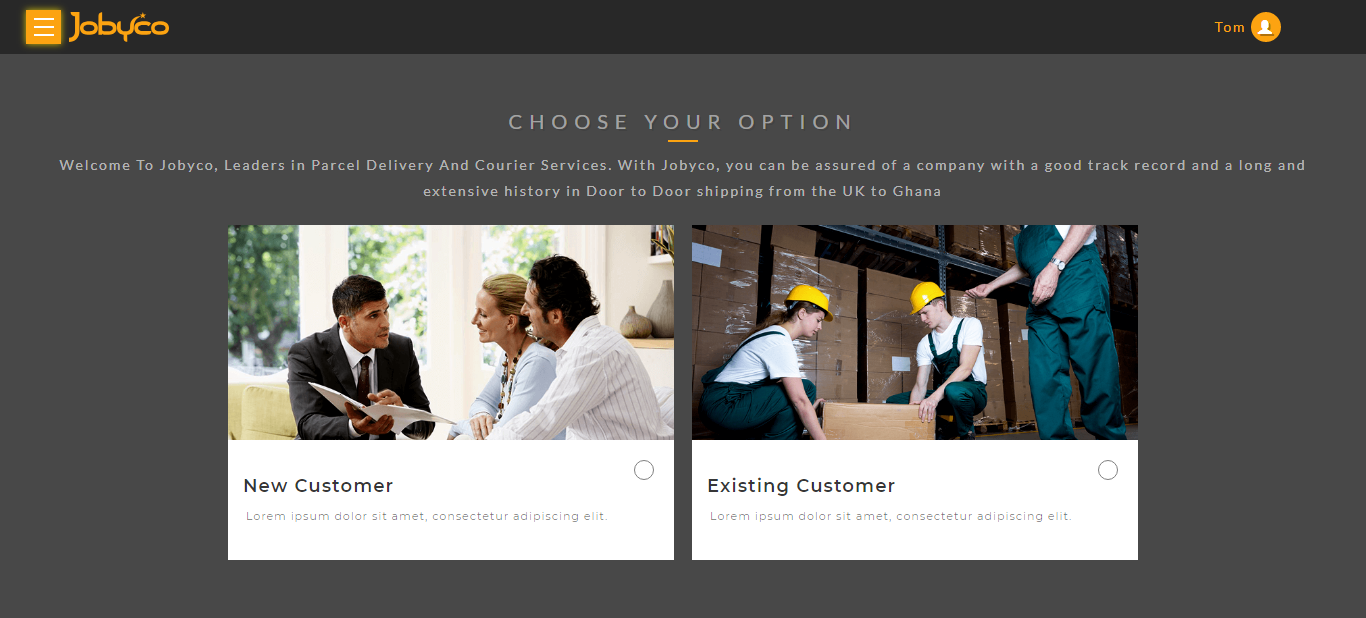 Jobyco
Tom
CHOOSE YOUR OPTION
Welcome To Jobyco, Leaders in Parcel Delivery And Courier Services. With Jobyco, you can be assured of a company with a good track record and a long and
extensive history in Door to Door shipping from the UK to Ghana
New Customer
Lorem ipsum dolor sit amet, consectetur adipiscing elit.
Existing Customer
Lorem ipsum dolor sit amet, consectetur adipiscing elit.